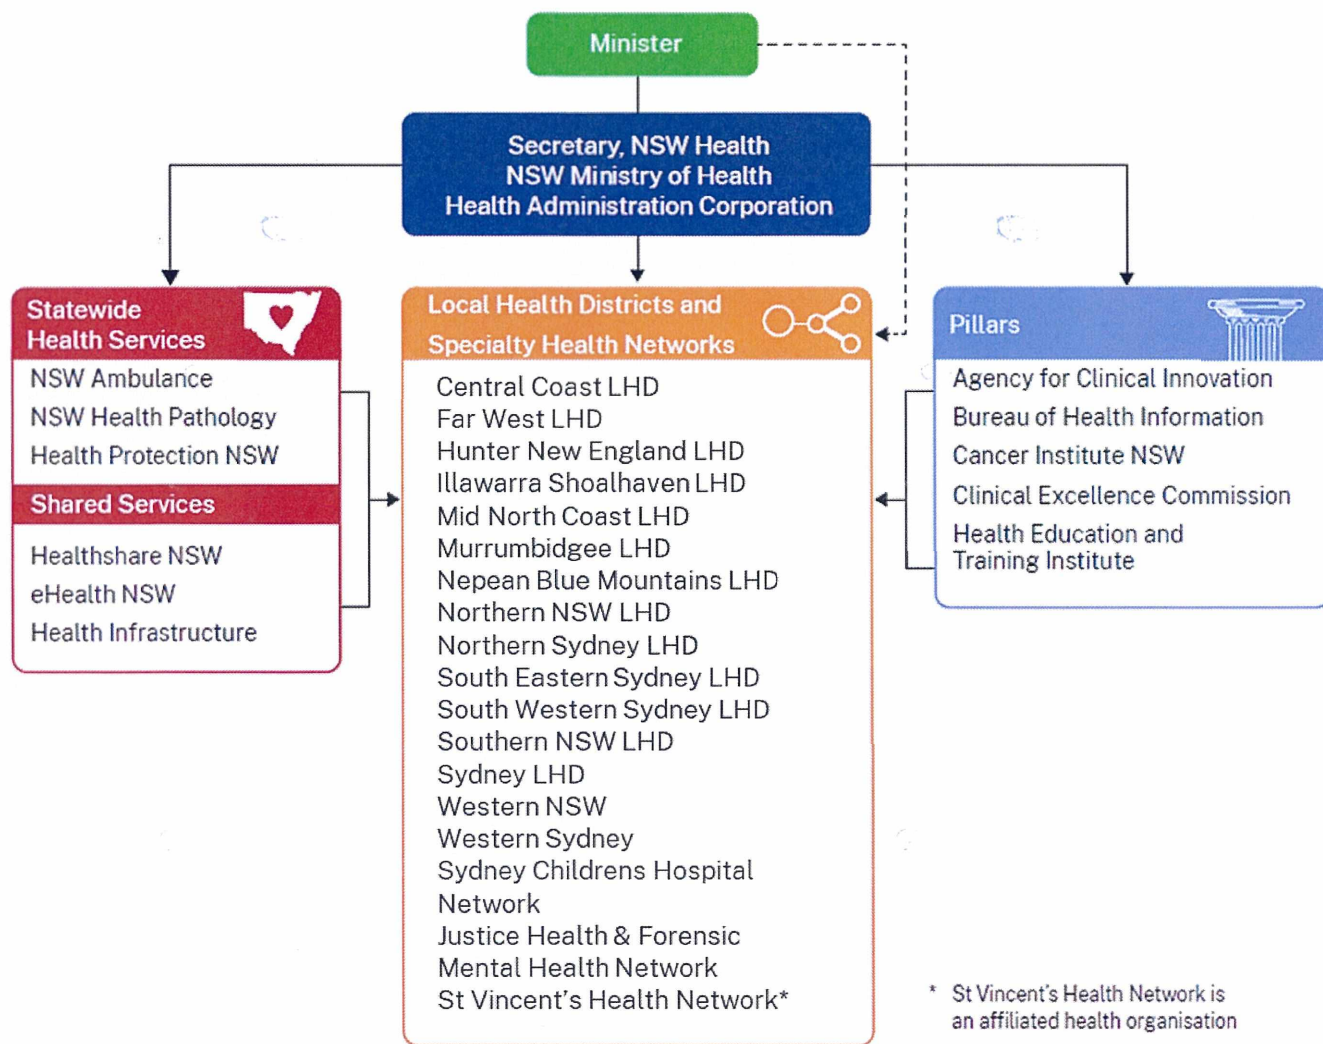 Minister
Secretary, NSW Health
NSW Ministry of Health
Health Administration Corporation
Statewide
Health Services
NSW Ambulance
NSW Health Pathology
Health Protection NSW
Shared Services
Healthshare NSW
eHealth NSW
Health Infrastructure
Local Health Districts and
Specialty Health Networks
Central Coast LHD
Far West LHD
Hunter New England LHD
Illawarra Shoalhaven LHD
Mid North Coast LHD
Murrumbidgee LHD
Nepean Blue Mountains LHD
Northern NSW LHD
Northern Sydney LHD
South Eastern Sydney LHD
South Western Sydney LHD
Southern NSW LHD
Sydney LHD
Western NSW
Western Sydney
Sydney Childrens Hospital
Network
Justice Health & Forensic
Mental Health Network
St Vincent's Health Network*
Pillars
Agency for Clinical Innovation
Bureau of Health Information
Cancer Institute NSW
Clinical Excellence Commission
Health Education and
Training Institute
* St Vincent's Health Network is
an affiliated health organisation